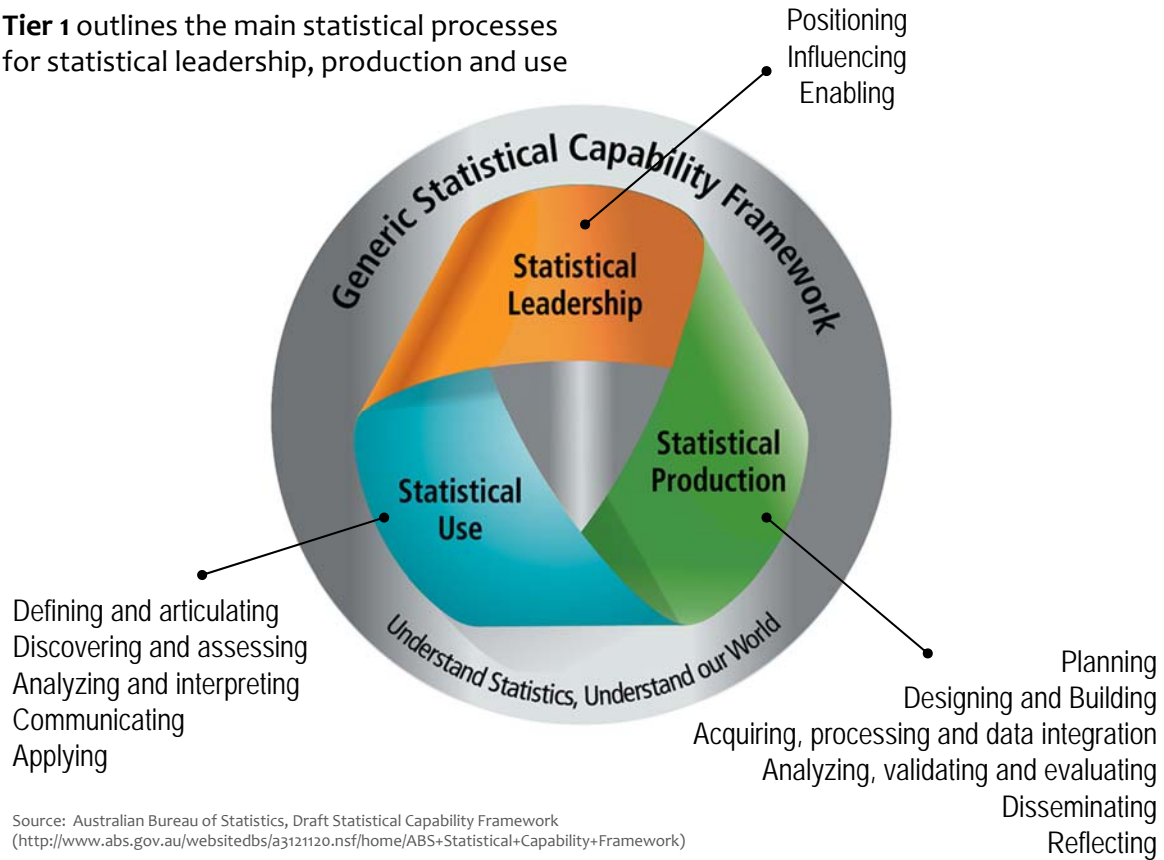 Tier 1 outlines the main statistical processes
for statistical leadership, production and use
Positioning
Influencing
Enabling
Generic Statistical Capability Framework
Statistical
Leadership
Statistical
Production
Statistical
Use
Understand Statistics, Understand our World
Defining and articulating
Discovering and assessing
Analyzing and interpreting
Communicating
Applying
Planning
Designing and Building
Acquiring, processing and data integration
Analyzing, validating and evaluating
Disseminating
Reflecting
Source: Australian Bureau of Statistics, Draft Statistical Capability Framework
(http://www.abs.gov.au/websitedbs/a3121120.nsf/home/ABS+Statistical+Capability+Framework)